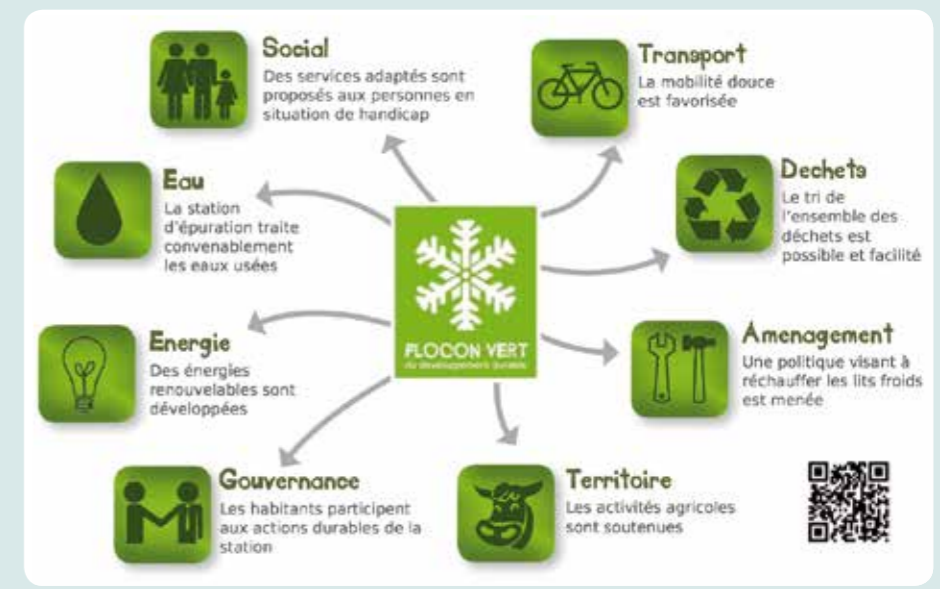 Social
Des services adaptés sont
proposés aux personnes en
situation de handicap
Transport
La mobilité douce
est favorisée
Eau
La station
d'épuration traite
convenablement
les eaux usées
Dechets
Le tri de
l'ensemble des
déchets est
possible et facilité
FLOCON VERT
du développement durable
Energie
Des énergies
renouvelables sont
développées
Amenagement
Une politique visant à
réchauffer les lits froids
est menée
Gouvernance
Les habitants participent
aux actions durables de la
station
Territoire
Les activités agricoles
sont soutenues